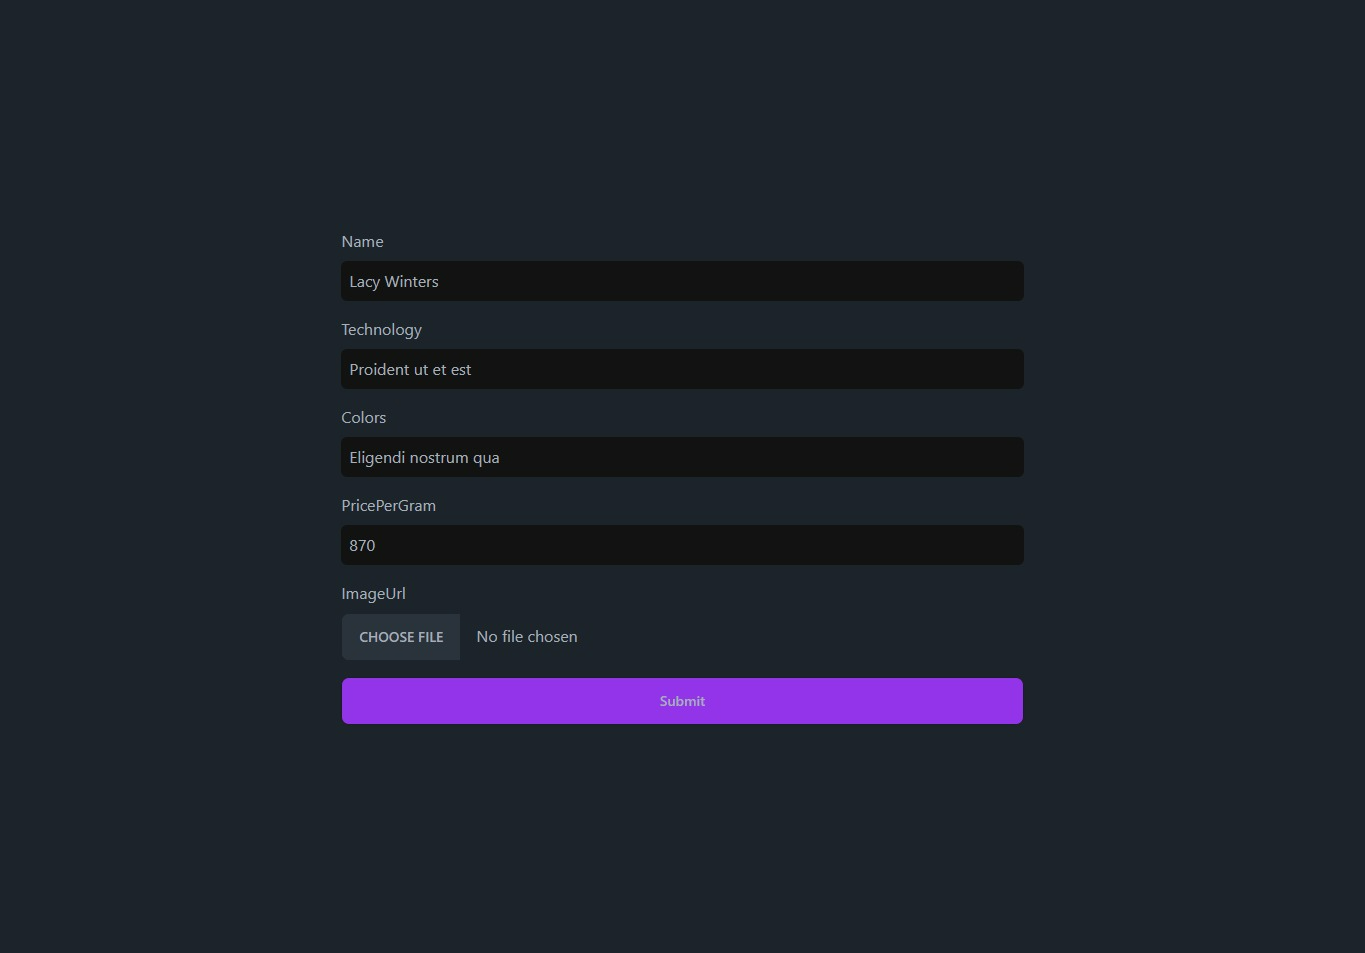 Name
Lacy Winters
Technology
Proident ut et est
Colors
Eligendi nostrum qua
PricePerGram
870
ImageUrl
CHOOSE FILE No file chosen
Submit